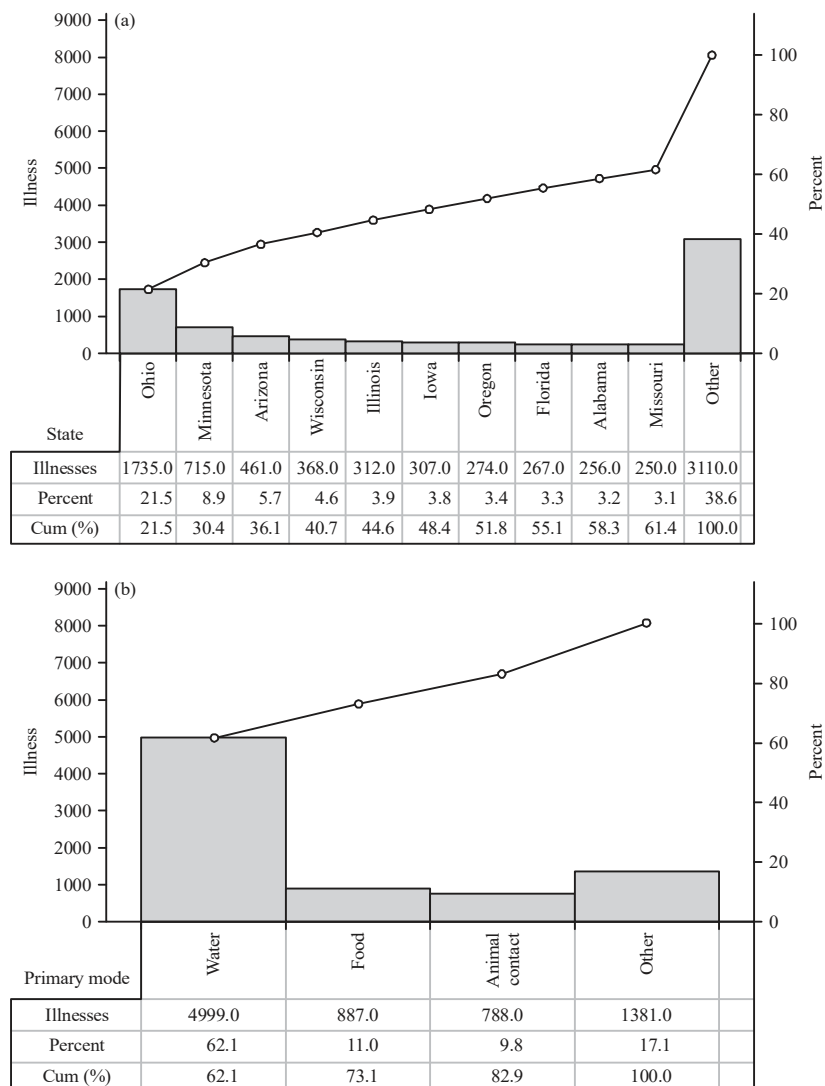 (a)
9000
8000
7000
6000
5000
4000
3000
2000
1000
0
Illness
100
80
60
40
20
0
Percent
State Ohio Minnesota Arizona Wisconsin Illinois Iowa Oregon Florida Alabama Missouri Other
Illnesses 1735.0 715.0 461.0 368.0 312.0 307.0 274.0 267.0 256.0 250.0 3110.0
Percent 21.5 8.9 5.7 4.6 3.9 3.8 3.4 3.3 3.2 3.1 38.6
Cum (%) 21.5 30.4 36.1 40.7 44.6 48.4 51.8 55.1 58.3 61.4 100.0
(b)
9000
8000
7000
6000
5000
4000
3000
2000
1000
0
Illness
100
80
60
40
20
0
Percent
Primary mode Water Food Animal contact Other
Illnesses 4999.0 887.0 788.0 1381.0
Percent 62.1 11.0 9.8 17.1
Cum (%) 62.1 73.1 82.9 100.0